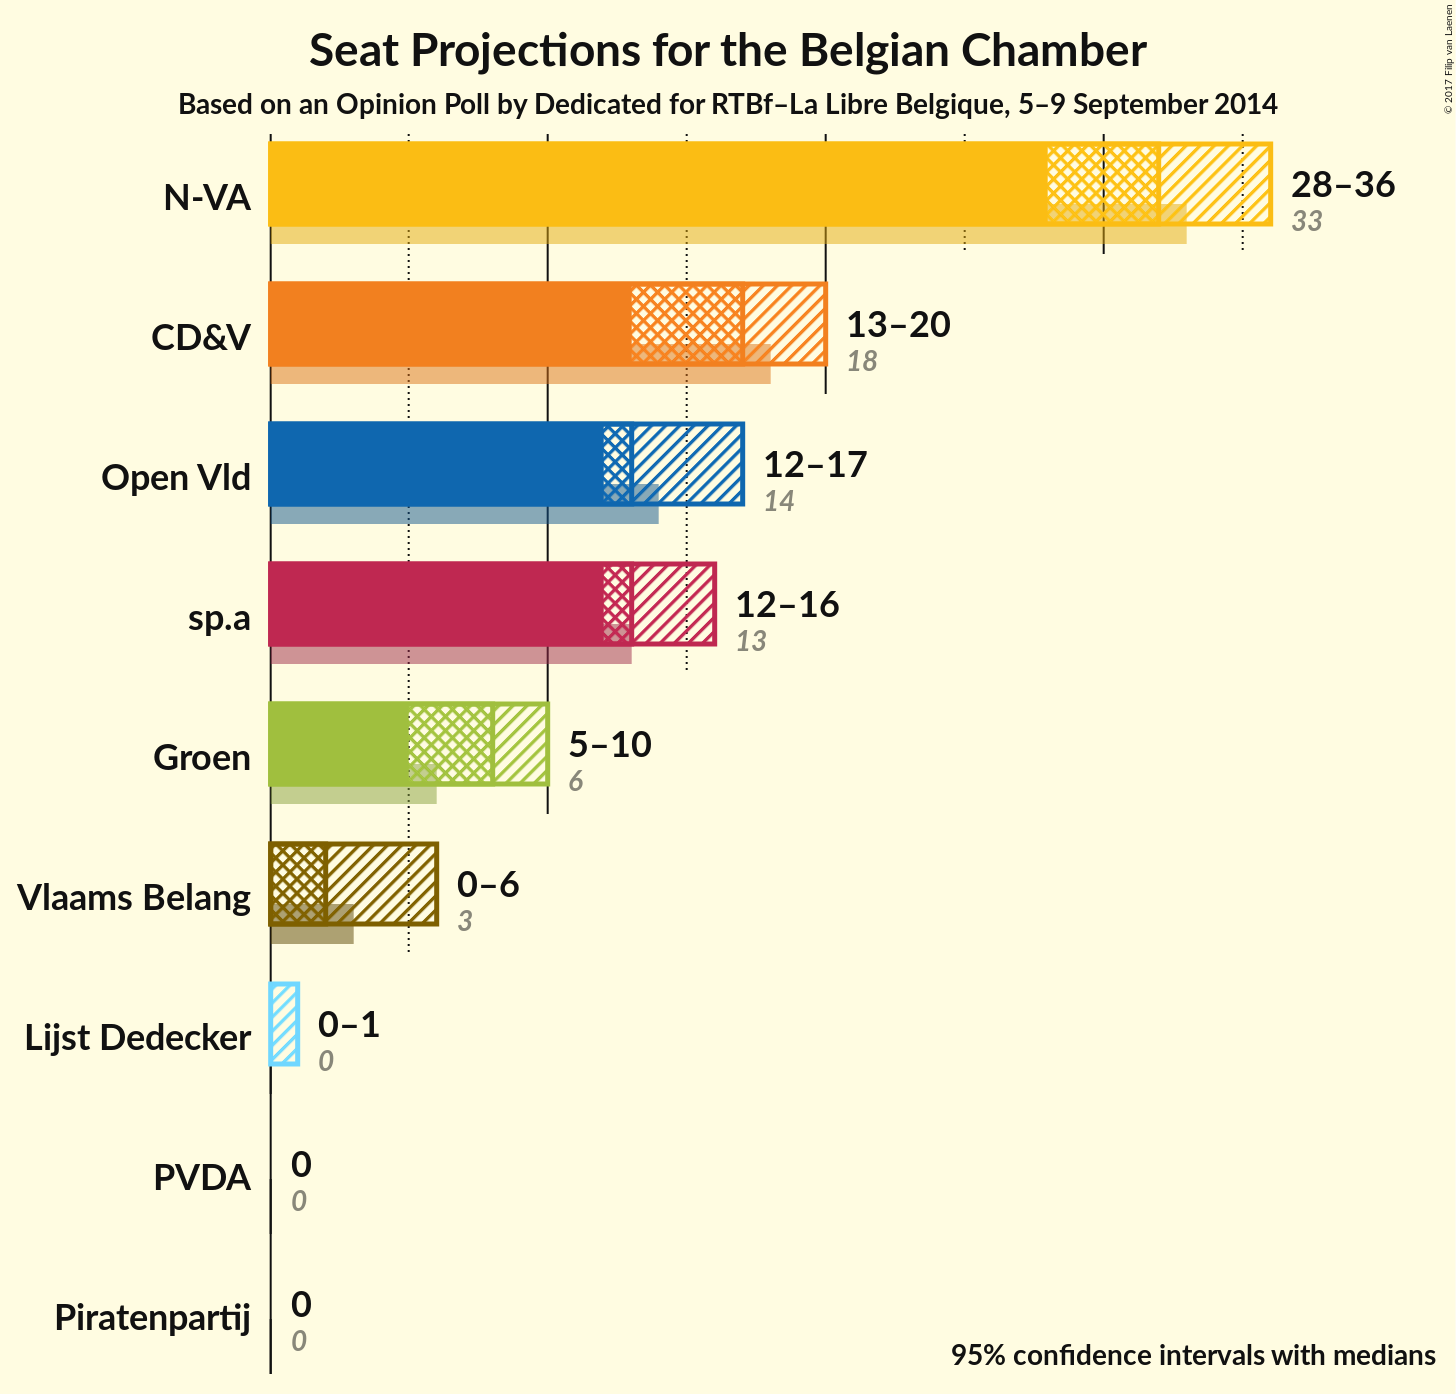 Seat Projections for the Belgian Chamber
Based on an Opinion Poll by Dedicated for RTBf–La Libre Belgique, 5–9 September 2014
© 2017 Filip van Laenen
N-VA
28–36
33
CD&V
13–20
18
Open Vld
12–17
14
sp.a
12–16
13
Groen
5–10
6
Vlaams Belang
0–6
3
Lijst Dedecker
0–1
0
PVDA
0
0
Piratenpartij
0
0
95% confidence intervals with medians